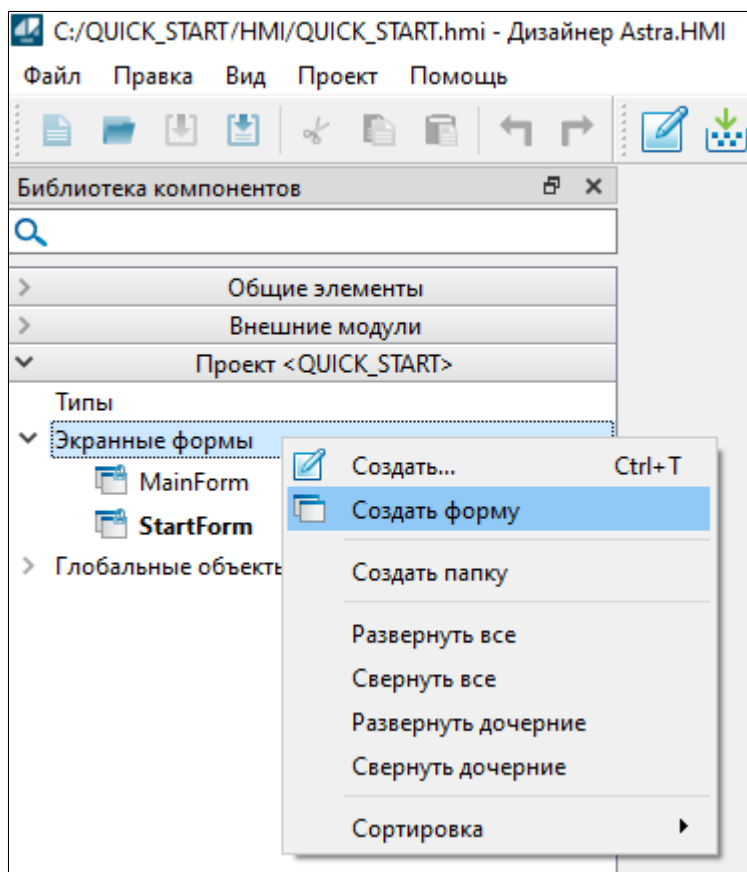 C:/QUICK_START/HMI/QUICK_START.hmi - Дизайнер Astra.HMI
Файл Правка Вид Проект Помощь
Библиотека компонентов
Общие элементы
Внешние модули
Проект <QUICK_START>
Типы
Экранные формы
MainForm
StartForm
Глобальные объекты
Создать... Ctrl+T
Создать форму
Создать папку
Развернуть все
Свернуть все
Развернуть дочерние
Свернуть дочерние
Сортировка